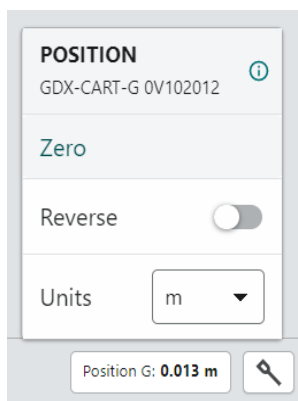 POSITION
GDX-CART-G 0V102012
Zero
Reverse
Units m
Position G: 0.013 m